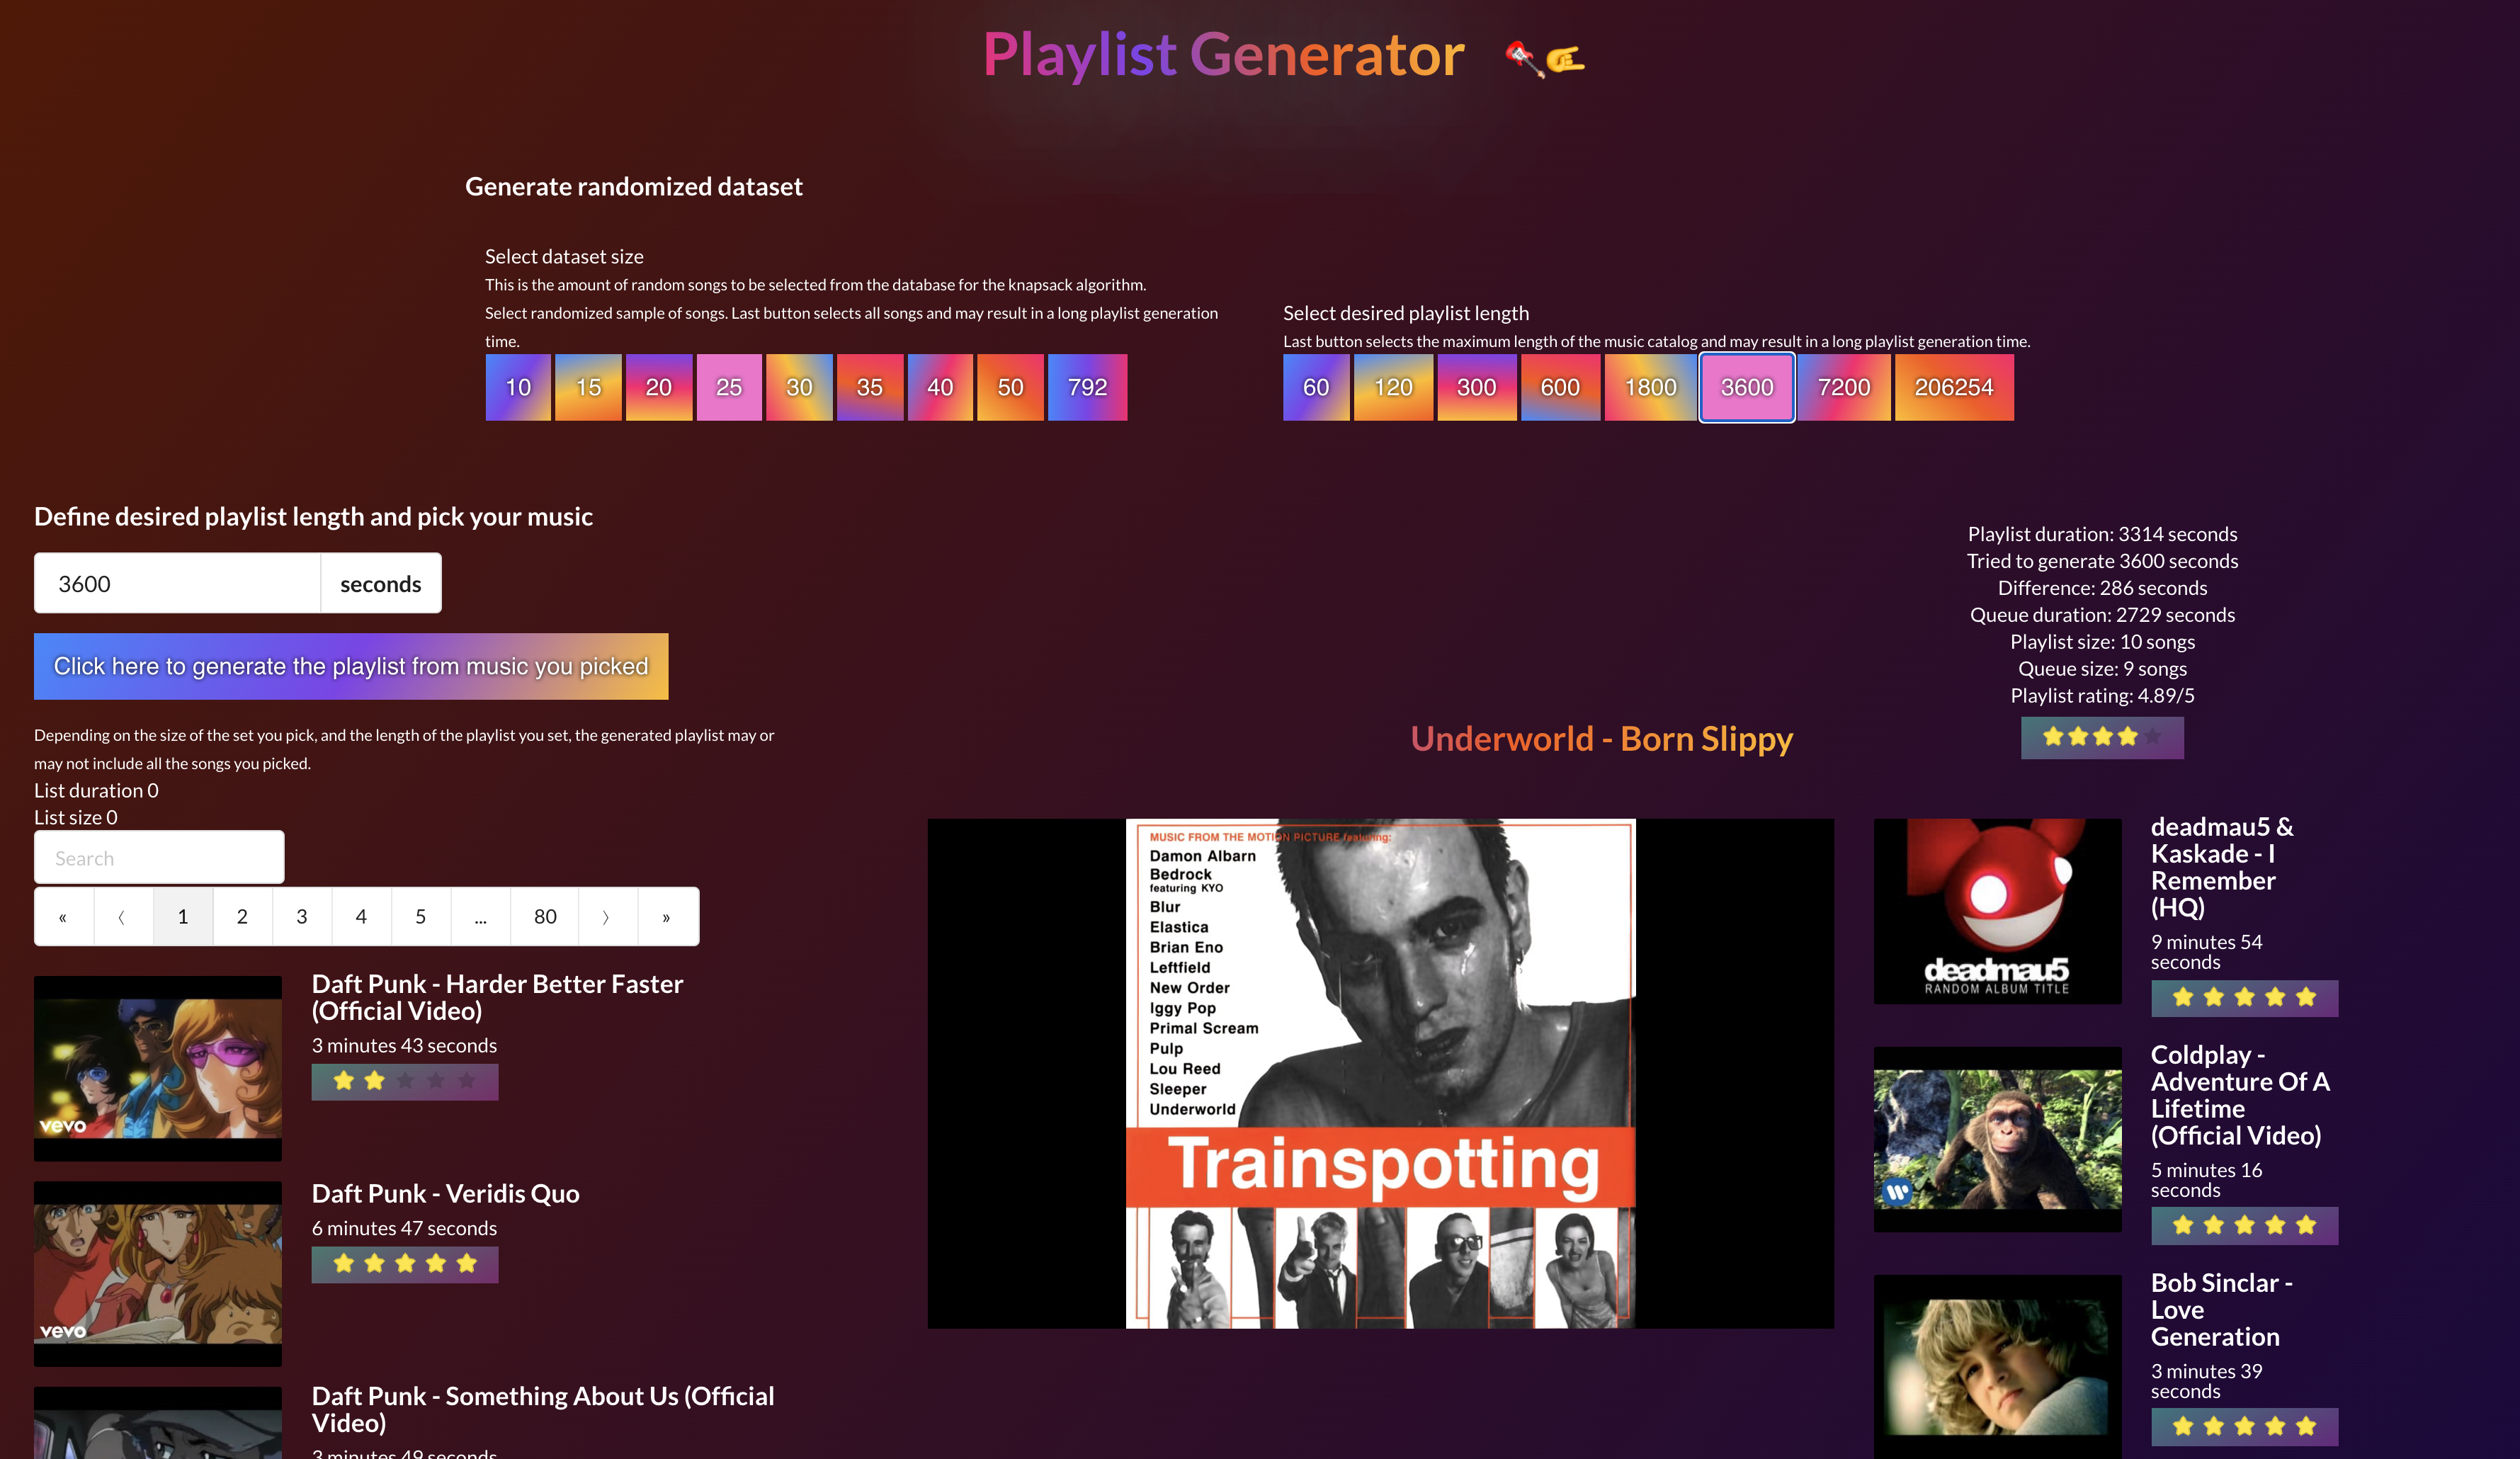 Playlist Generator
Generate randomized dataset
Select dataset size
This is the amount of random songs to be selected from the database for the knapsack algorithm.
Select randomized sample of songs. Last button selects all songs and may result in a long playlist generation
time.
10 15 20 25 30 35 40 50 792
Select desired playlist length
Last button selects the maximum length of the music catalog and may result in a long playlist generation time.
60 120 300 600 1800 3600 7200 206254
Define desired playlist length and pick your music
3600 seconds
Click here to generate the playlist from music you picked
Depending on the size of the set you pick, and the length of the playlist you set, the generated playlist may or
may not include all the songs you picked.
List duration 0
List size 0
Search
« ⟨ 1 2 3 4 5 ... 80 ⟩ »
vevo
Daft Punk - Harder Better Faster
(Official Video)
3 minutes 43 seconds
vevo
Daft Punk - Veridis Quo
6 minutes 47 seconds
Daft Punk - Something About Us (Official
Video)
3 minutes 49 seconds
Underworld - Born Slippy
MUSIC FROM THE MOTION PICTURE featuring:
Damon Albarn
Bedrock
featuring KYO
Blur
Elastica
Brian Eno
Leftfield
New Order
Iggy Pop
Primal Scream
Pulp
Lou Reed
Sleeper
Underworld
Trainspotting
Playlist duration: 3314 seconds
Tried to generate 3600 seconds
Difference: 286 seconds
Queue duration: 2729 seconds
Playlist size: 10 songs
Queue size: 9 songs
Playlist rating: 4.89/5
deadmau5
RANDOM ALBUM TITLE
deadmau5 &
Kaskade - I
Remember
(HQ)
9 minutes 54
seconds
Coldplay -
Adventure Of A
Lifetime
(Official Video)
5 minutes 16
seconds
Bob Sinclar -
Love
Generation
3 minutes 39
seconds